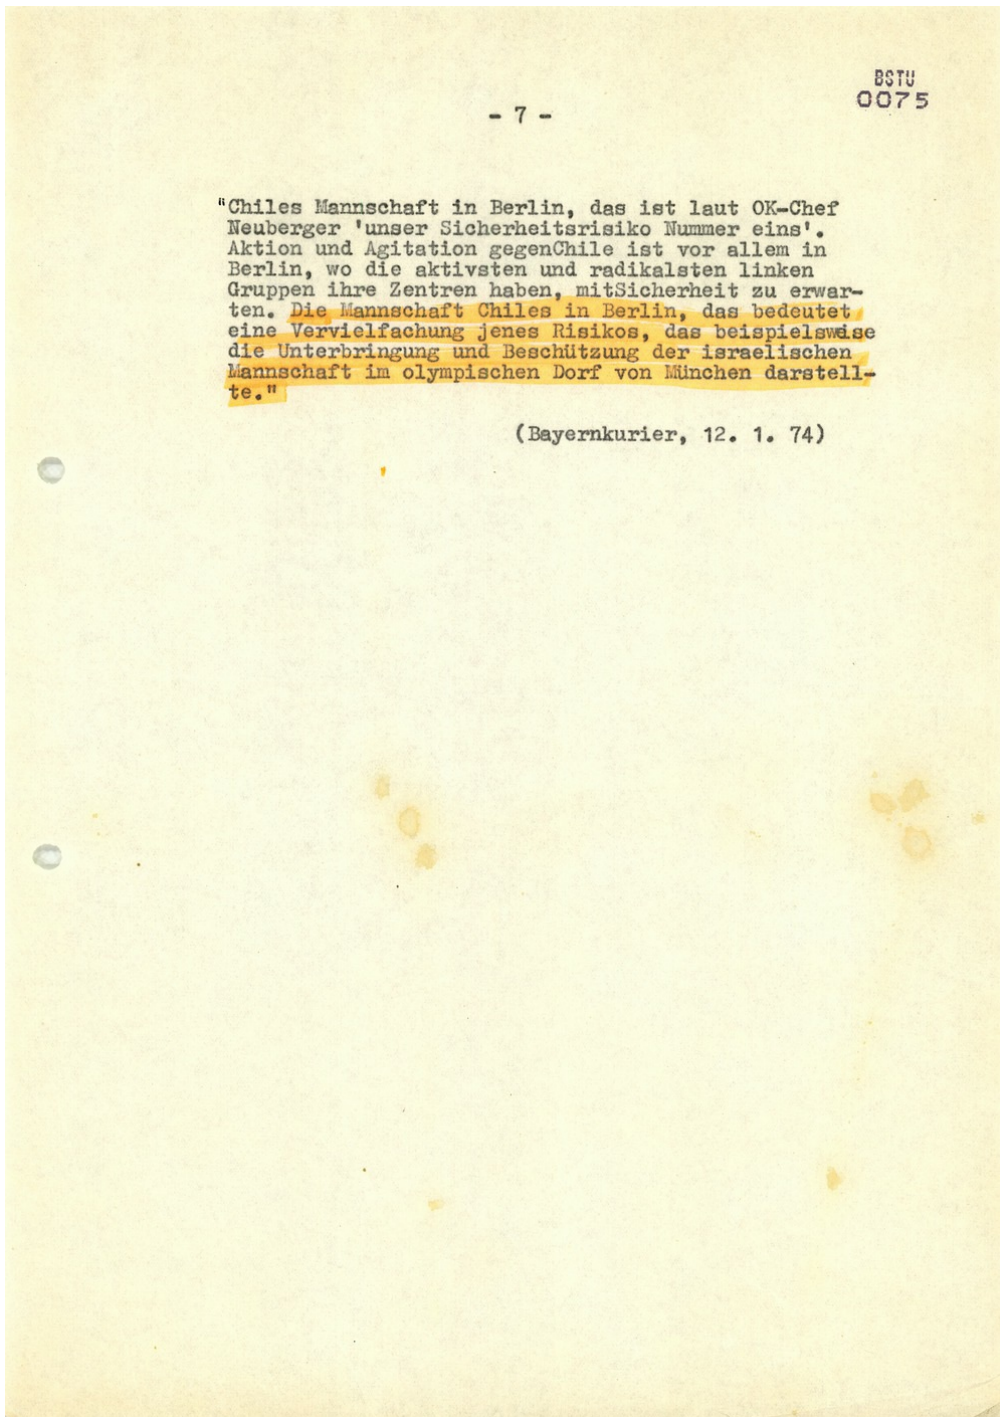 BSTU
0075
- 7 -
"Chiles Mannschaft in Berlin, das ist laut OK-Chef
Neuberger 'unser Sicherheitsrisiko Nummer eins'.
Aktion und Agitation gegenChile ist vor allem in
Berlin, wo die aktivsten und radikalsten linken
Gruppen ihre Zentren haben, mitSicherheit zu erwar-
ten. Die Mannschaft Chiles in Berlin, das bedeutet
eine Vervielfachung jenes Risikos, das beispielsweise
die Unterbringung und Beschützung der israelischen
Mannschaft im olympischen Dorf von München darstell-
te."
(Bayernkurier, 12. 1. 74)